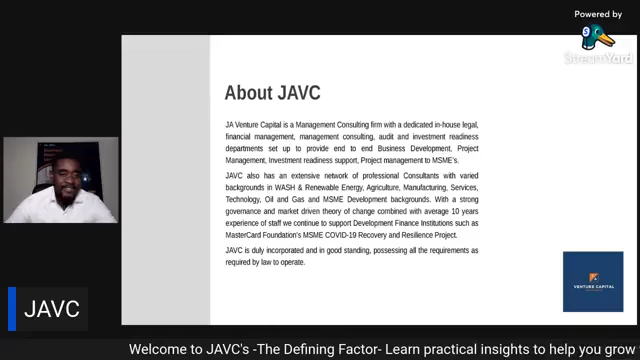 Powered by
StreamYard
About JAVC
JA Venture Capital is a Management Consulting firm with a dedicated in-house legal,
financial management, management consulting, audit and investment readiness
departments set up to provide end to end Business Development, Project
Management, Investment readiness support, Project management to MSME's.
JAVC also has an extensive network of professional Consultants with varied
backgrounds in WASH & Renewable Energy, Agriculture, Manufacturing, Services,
Technology, Oil and Gas and MSME Development backgrounds. With a strong
governance and market driven theory of change combined with average 10 years
experience of staff we continue to support Development Finance Institutions such as
MasterCard Foundation's MSME COVID-19 Recovery and Resilience Project.
JAVC is duly incorporated and in good standing, possessing all the requirements as
required by law to operate.
VENTURE CAPITAL
JAVC
Welcome to JAVC's -The Defining Factor- Learn practical insights to help you grow